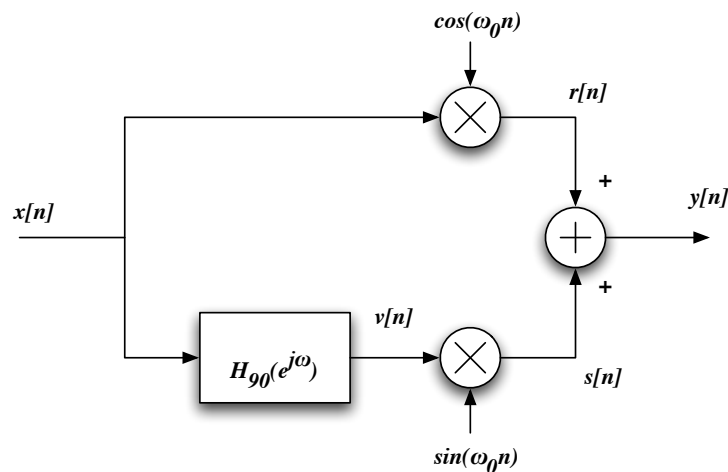 cos(ω₀n)
r[n]
+
x[n]
y[n]
+
v[n]
H₉₀(e^{jω})
s[n]
sin(ω₀n)